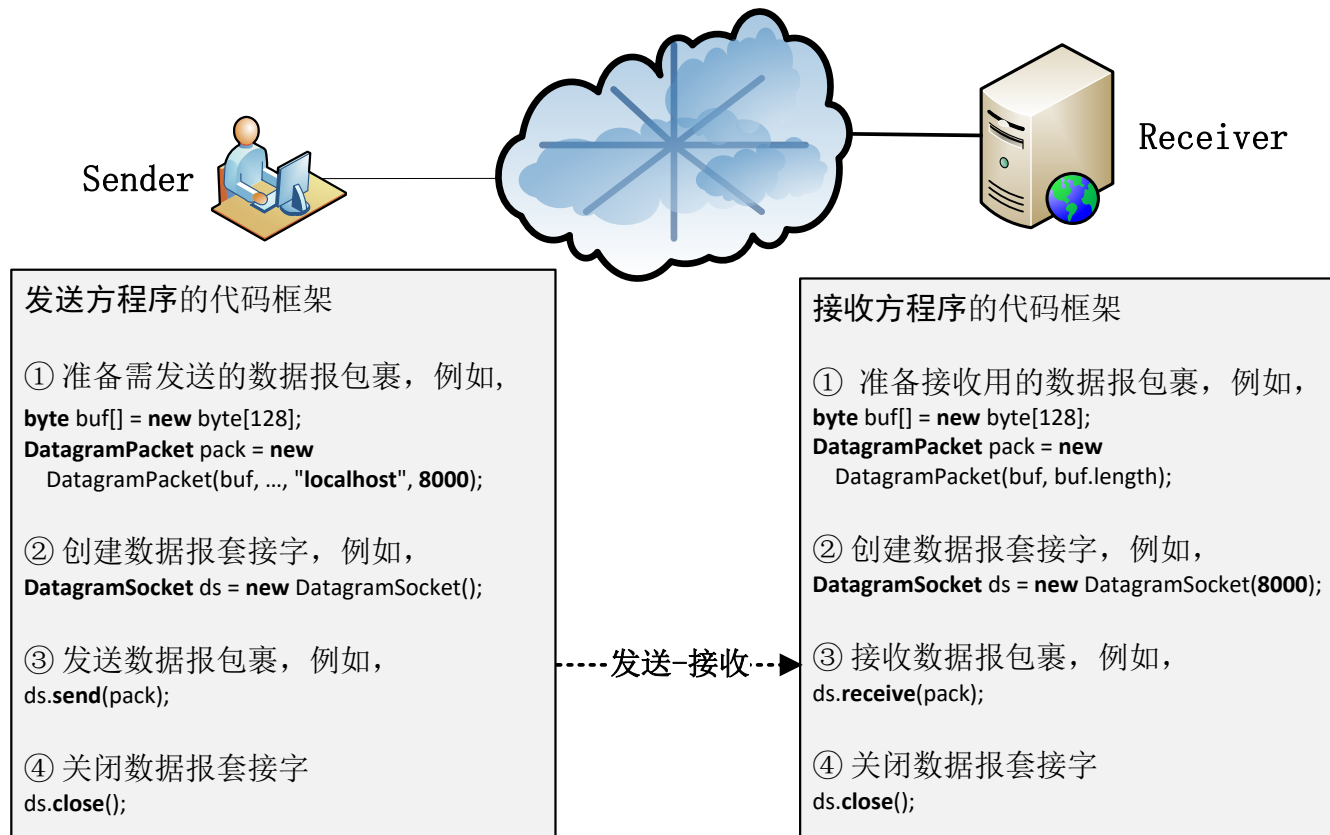 Sender
Receiver
发送方程序的代码框架
① 准备需发送的数据报包裹，例如,
byte buf[] = new byte[128];
DatagramPacket pack = new
DatagramPacket(buf, …, "localhost", 8000);
② 创建数据报套接字，例如，
DatagramSocket ds = new DatagramSocket();
③ 发送数据报包裹，例如，
ds.send(pack);
④ 关闭数据报套接字
ds.close();
发送-接收
接收方程序的代码框架
① 准备接收用的数据报包裹，例如，
byte buf[] = new byte[128];
DatagramPacket pack = new
DatagramPacket(buf, buf.length);
② 创建数据报套接字，例如，
DatagramSocket ds = new DatagramSocket(8000);
③ 接收数据报包裹，例如，
ds.receive(pack);
④ 关闭数据报套接字
ds.close();